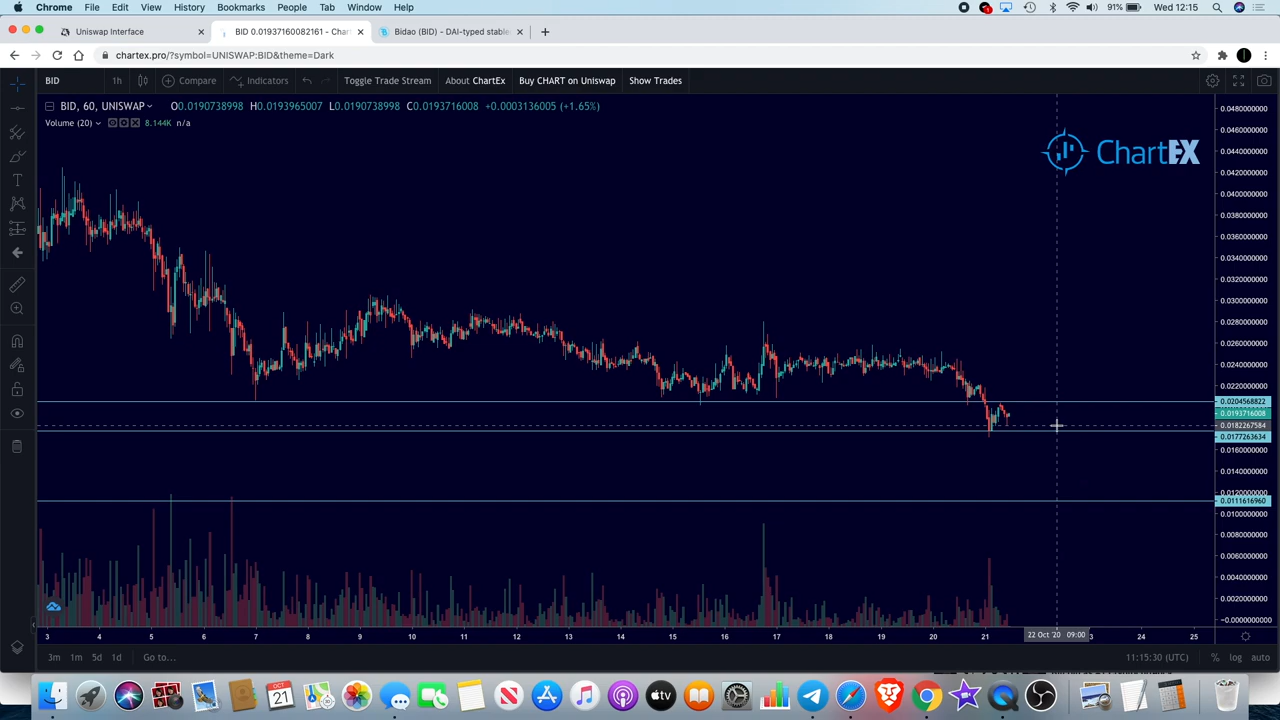 Chrome File Edit View History Bookmarks People Tab Window Help 91% Wed 12:15
Uniswap Interface BID 0.01937160082161 - Char Bidao (BID) - DAI-typed stable
chartex.pro/?symbol=UNISWAP:BID&theme=Dark
BID 1h Compare Indicators Toggle Trade Stream About ChartEx Buy CHART on Uniswap Show Trades
BID, 60, UNISWAP O0.0190738998 H0.0193965007 L0.0190738998 C0.0193716008 +0.0003136005 (+1.65%)
Volume (20) 8.144K n/a
ChartEX
0.0480000000
0.0460000000
0.0440000000
0.0420000000
0.0400000000
0.0380000000
0.0360000000
0.0340000000
0.0320000000
0.0300000000
0.0280000000
0.0260000000
0.0240000000
0.0220000000
0.0204568822
0.0193716008
0.0182267584
0.0177263634
0.0160000000
0.0140000000
0.0120000000
0.0111616960
0.0100000000
0.0080000000
0.0060000000
0.0040000000
0.0020000000
-0.0000000000
3 4 5 6 7 8 9 10 11 12 13 14 15 16 17 18 19 20 21 22 Oct '20 09:00 3 24 25
3m 1m 5d 1d Go to... 11:15:30 (UTC) % log auto
OCT
21